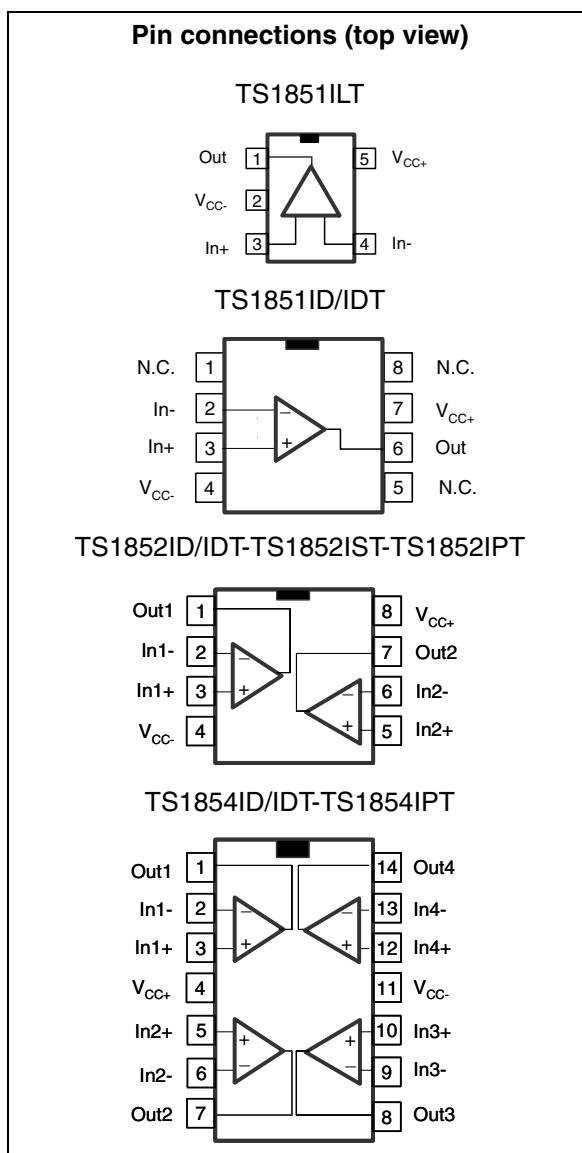 Pin connections (top view)
TS1851ILT
Out 1 5 VCC+
VCC- 2
In+ 3 4 In-
TS1851ID/IDT
N.C. 1 8 N.C.
In- 2 − 7 VCC+
In+ 3 + 6 Out
VCC- 4 5 N.C.
TS1852ID/IDT-TS1852IST-TS1852IPT
Out1 1 8 VCC+
In1- 2 − 7 Out2
In1+ 3 + − 6 In2-
VCC- 4 + 5 In2+
TS1854ID/IDT-TS1854IPT
Out1 1 14 Out4
In1- 2 − − 13 In4-
In1+ 3 + + 12 In4+
VCC+ 4 11 VCC-
In2+ 5 + + 10 In3+
In2- 6 − − 9 In3-
Out2 7 8 Out3